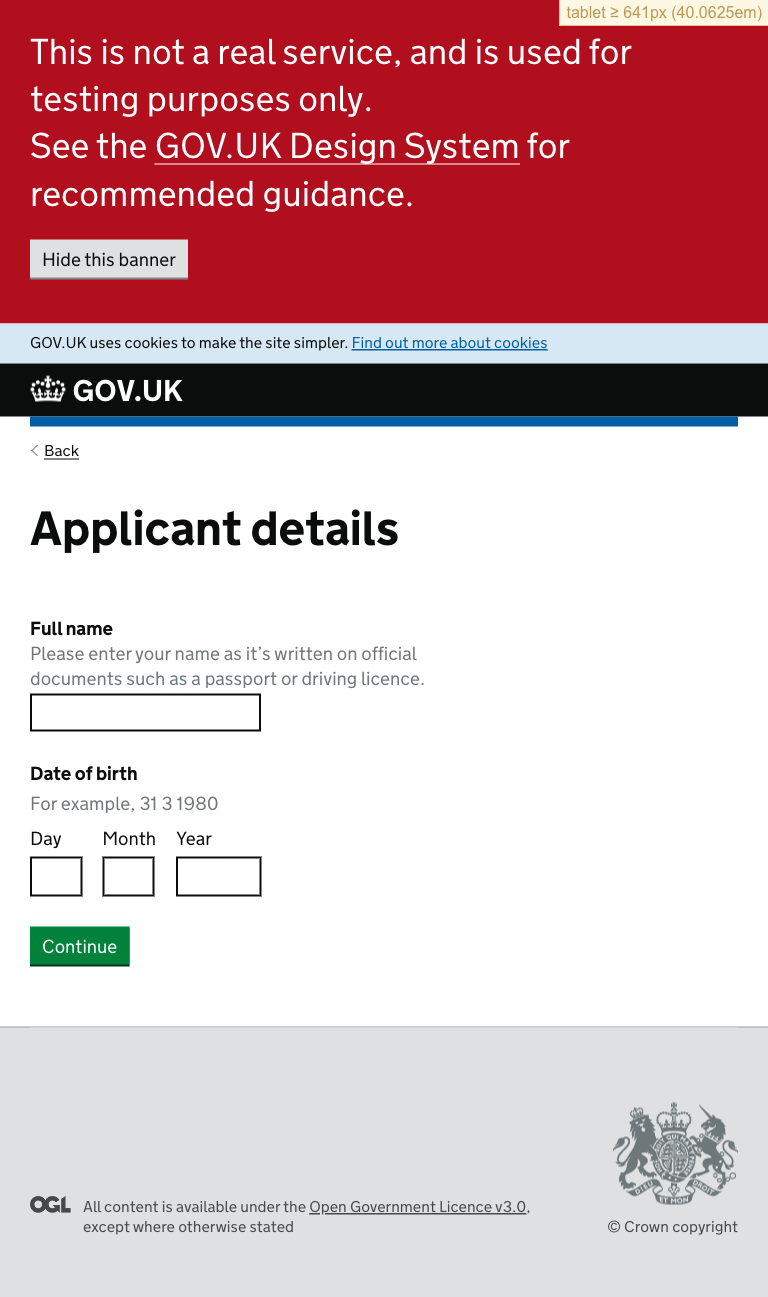 tablet ≥ 641px (40.0625em)
This is not a real service, and is used for
testing purposes only.
See the GOV.UK Design System for
recommended guidance.
Hide this banner
GOV.UK uses cookies to make the site simpler. Find out more about cookies
GOV.UK
Back
Applicant details
Full name
Please enter your name as it’s written on official
documents such as a passport or driving licence.
Date of birth
For example, 31 3 1980
Day Month Year
Continue
OGL All content is available under the Open Government Licence v3.0,
except where otherwise stated
DIEU ET MON DROIT
© Crown copyright